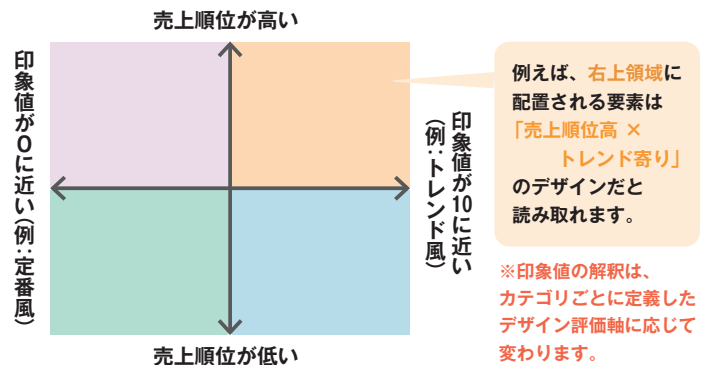 売上順位が高い
印象値が0に近い(例:定番風)
印象値が10に近い
(例:トレンド風)
売上順位が低い
例えば、右上領域に
配置される要素は
「売上順位高 ×
トレンド寄り」
のデザインだと
読み取れます。
※印象値の解釈は、
カテゴリごとに定義した
デザイン評価軸に応じて
変わります。